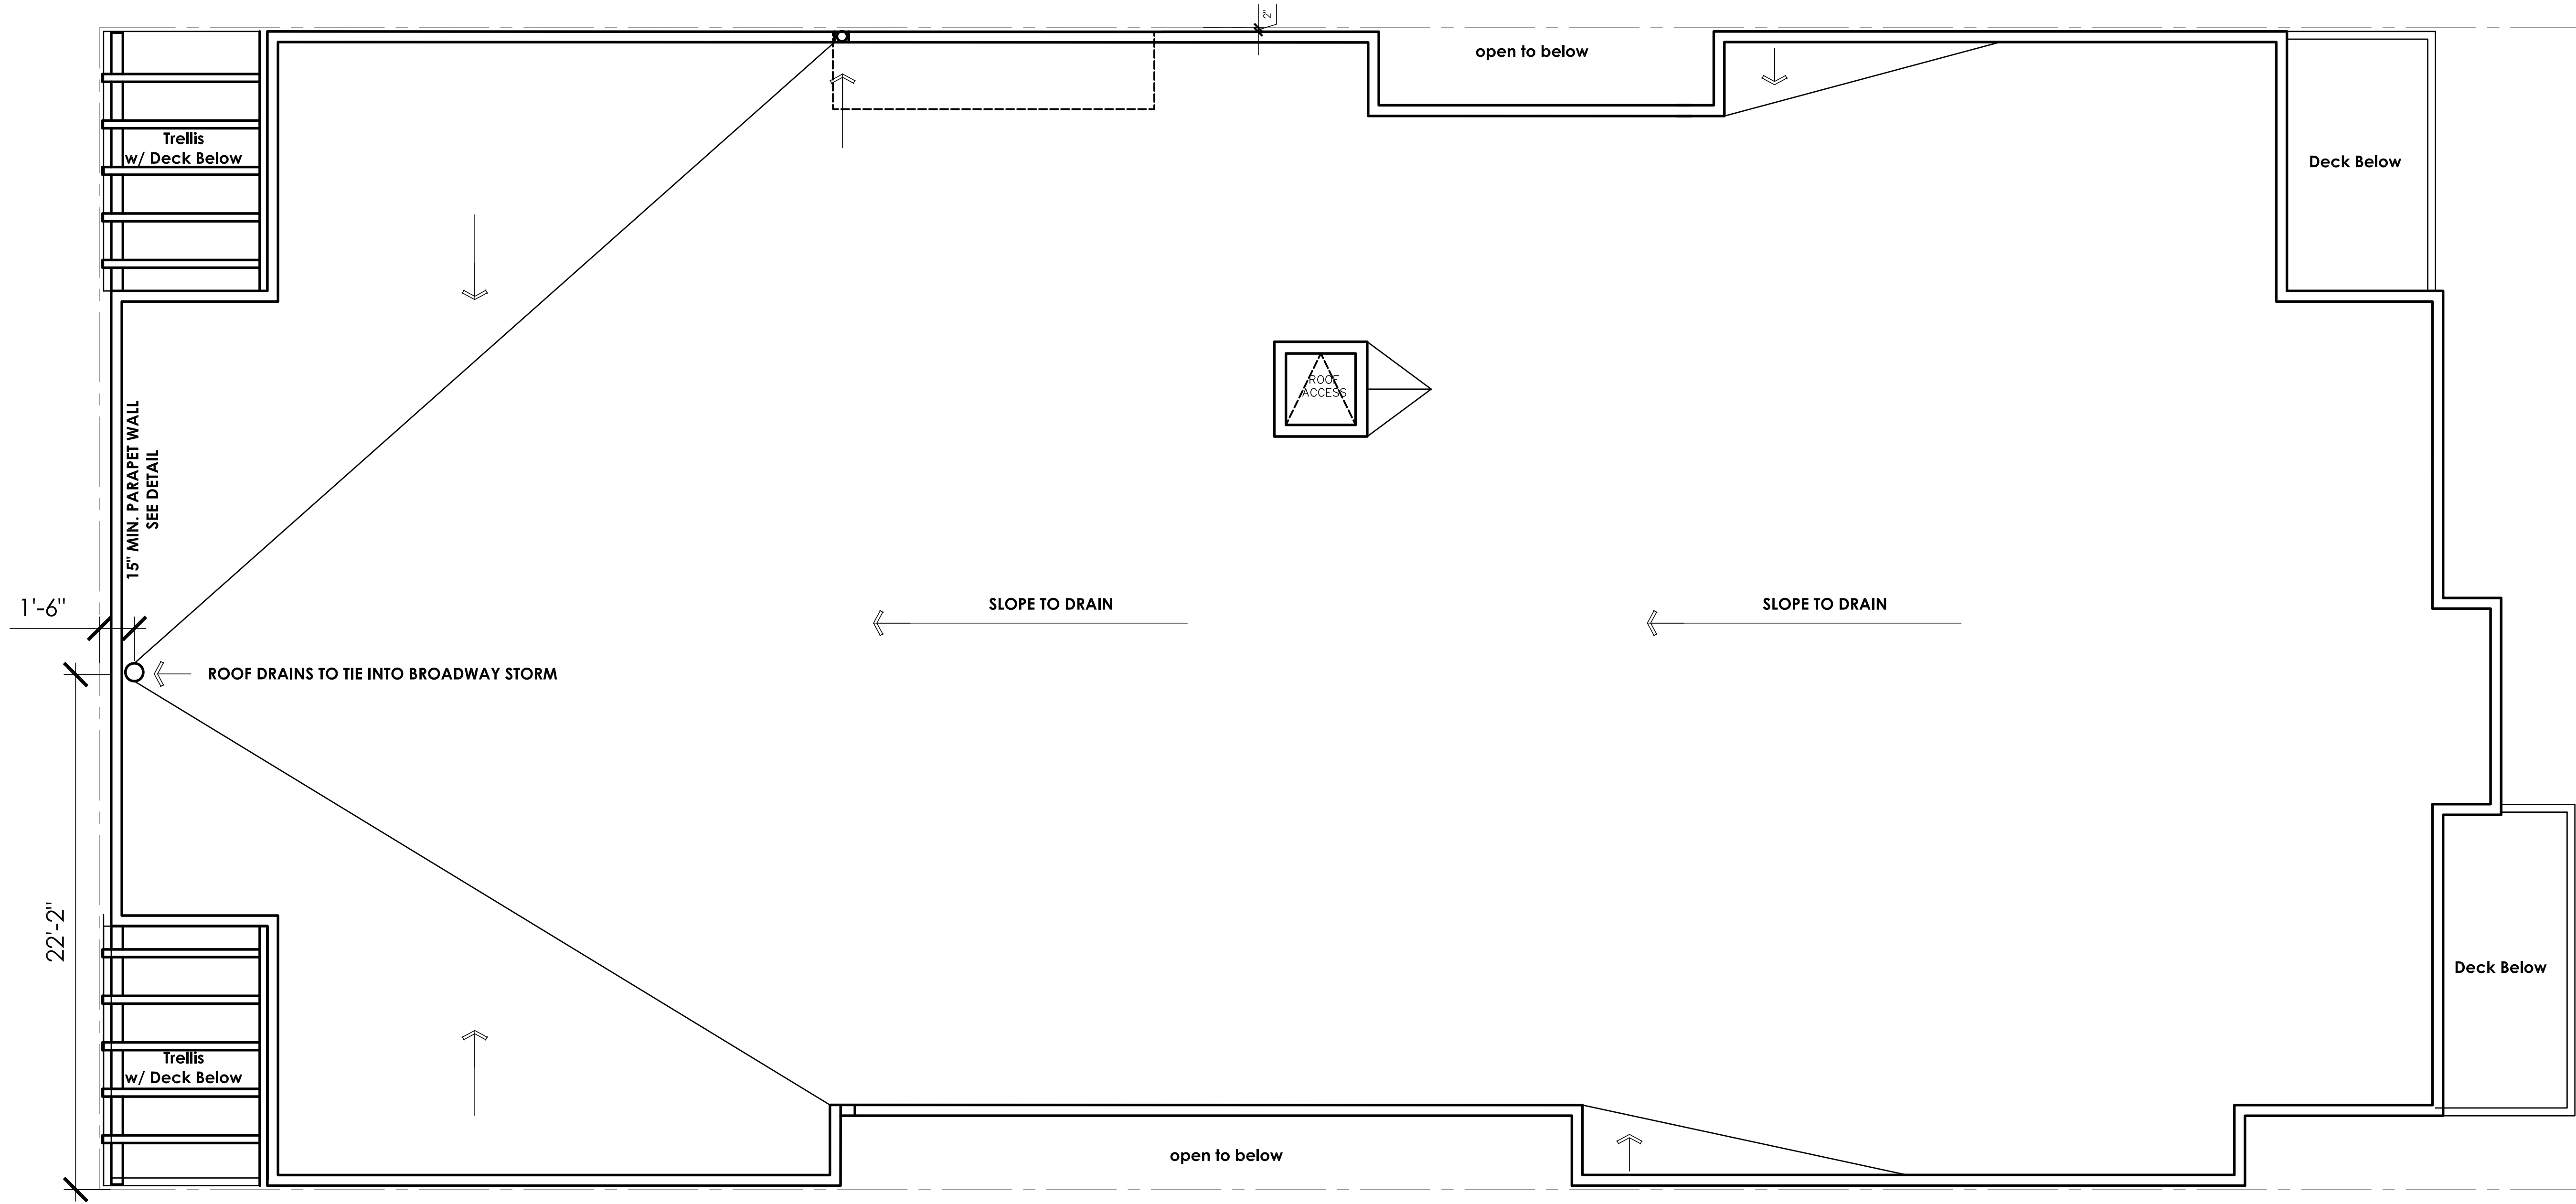 2"
open to below
Trellis
w/ Deck Below
Deck Below
ROOF
ACCESS
15" MIN. PARAPET WALL
SEE DETAIL
1'-6"
SLOPE TO DRAIN
SLOPE TO DRAIN
ROOF DRAINS TO TIE INTO BROADWAY STORM
22'-2"
Deck Below
Trellis
w/ Deck Below
open to below